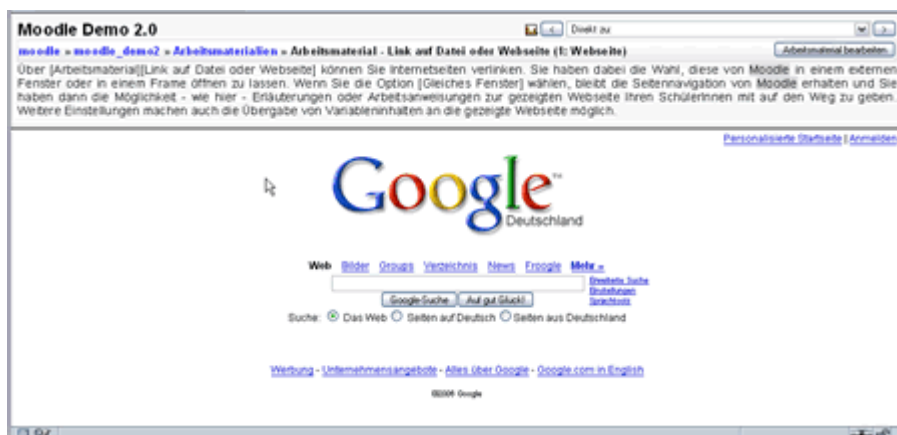 Moodle Demo 2.0
Direkt zu:
moodle » moodle_demo2 » Arbeitsmaterialien » Arbeitsmaterial - Link auf Datei oder Webseite (1: Webseite)
Arbeitsmaterial bearbeiten
Über [Arbeitsmaterial][Link auf Datei oder Webseite] können Sie Internetseiten verlinken. Sie haben dabei die Wahl, diese von Moodle in einem externen
Fenster oder in einem Frame öffnen zu lassen. Wenn Sie die Option [Gleiches Fenster] wählen, bleibt die Seitennavigation von Moodle erhalten und Sie
haben dann die Möglichkeit - wie hier - Erläuterungen oder Arbeitsanweisungen zur gezeigten Webseite Ihren SchülerInnen mit auf den Weg zu geben.
Weitere Einstellungen machen auch die Übergabe von Variableninhalten an die gezeigte Webseite möglich.
Personalisierte Startseite | Anmelden
Google™
Deutschland
Web Bilder Groups Verzeichnis News Froogle Mehr »
Erweiterte Suche
Einstellungen
Sprachtools
Google-Suche Auf gut Glück!
Suche: Das Web Seiten auf Deutsch Seiten aus Deutschland
Werbung - Unternehmensangebote - Alles über Google - Google.com in English
Google